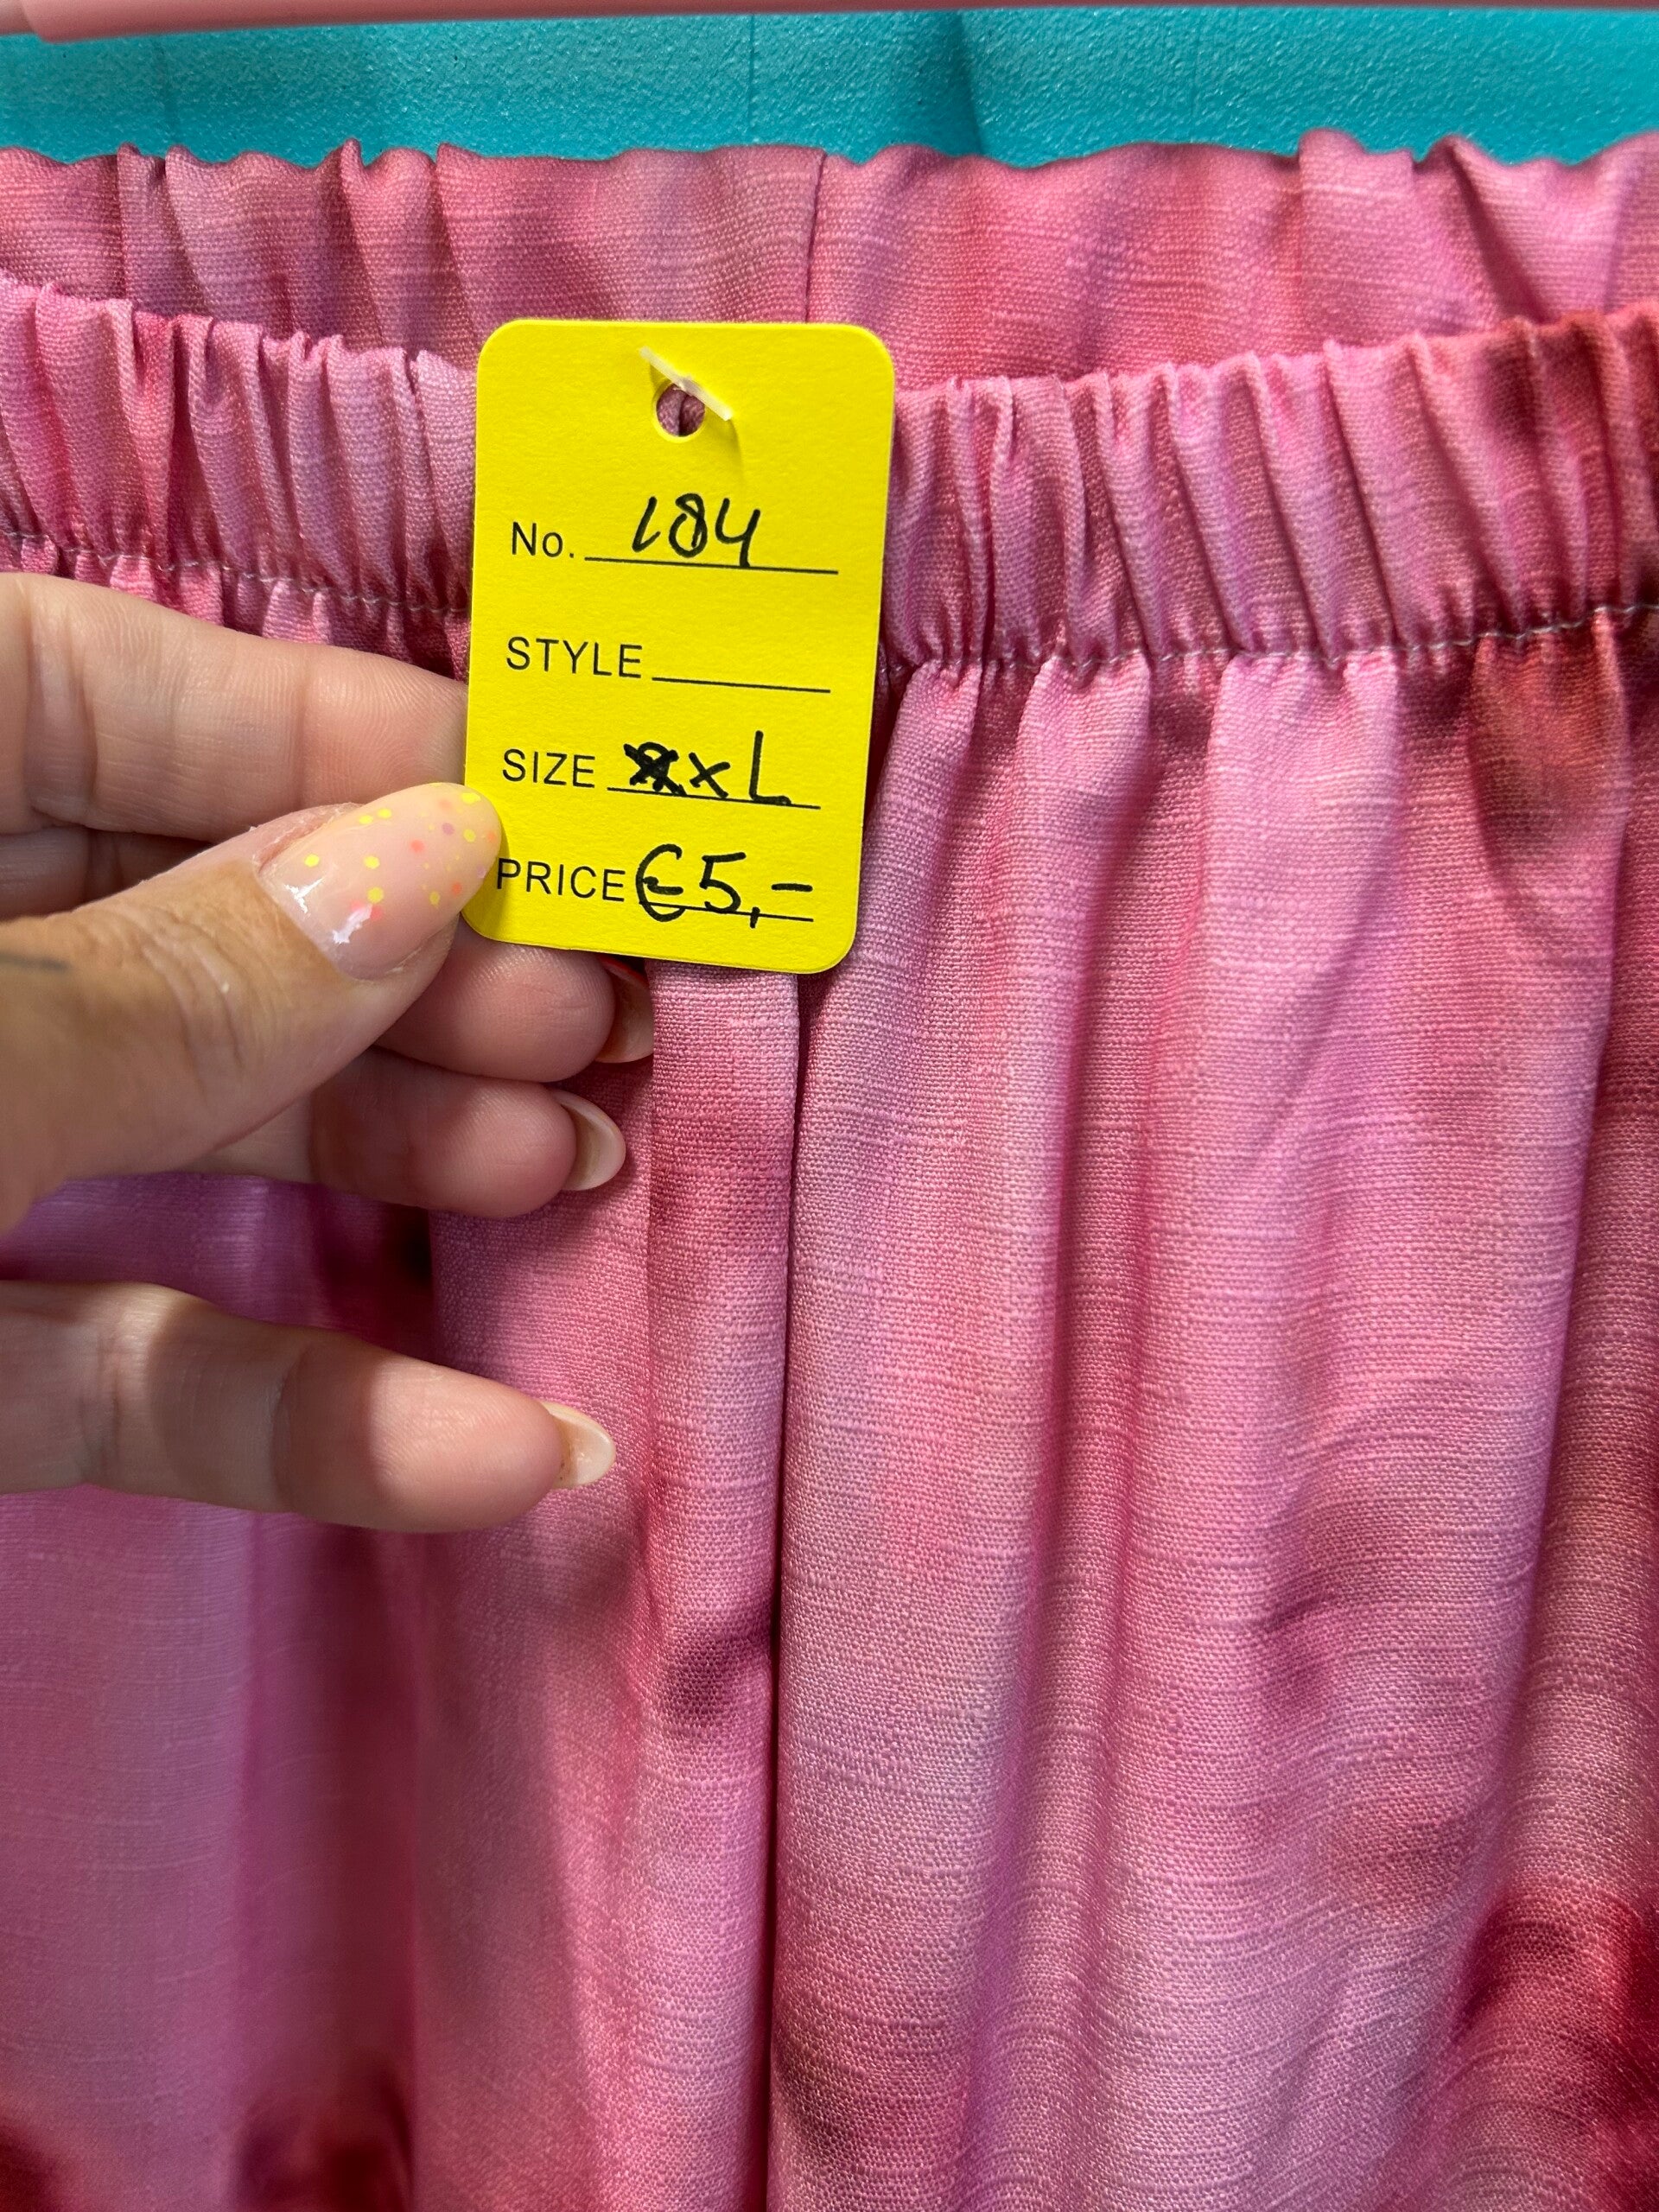 No. 184
STYLE
SIZE XXL
PRICE €5,-